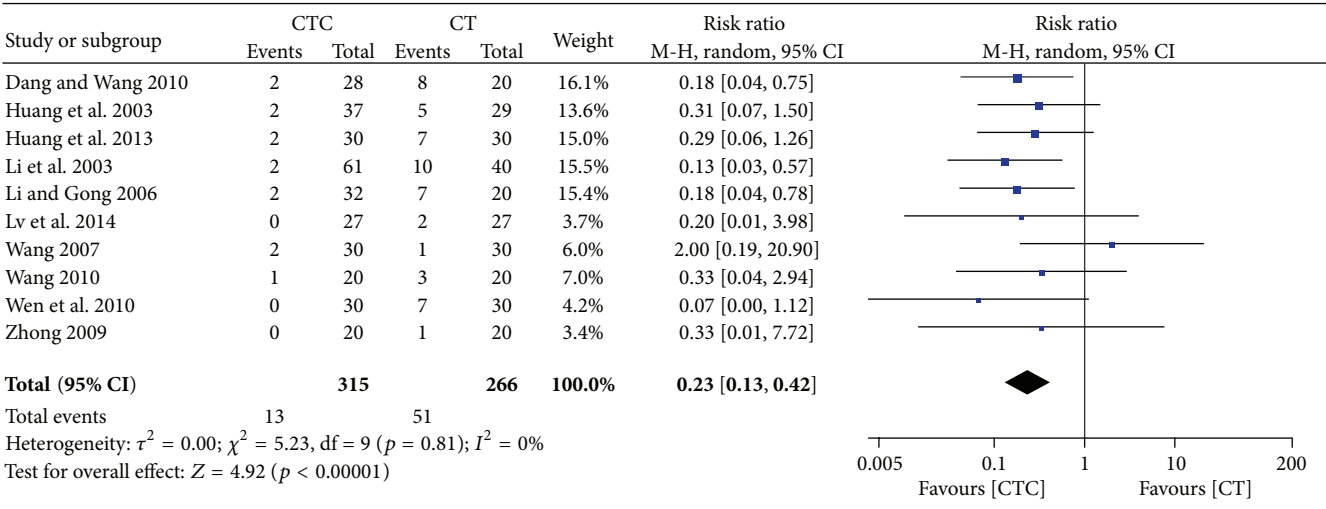 Study or subgroup CTC CT Weight Risk ratio Risk ratio
Events Total Events Total M-H, random, 95% CI M-H, random, 95% CI
Dang and Wang 2010 2 28 8 20 16.1% 0.18 [0.04, 0.75]
Huang et al. 2003 2 37 5 29 13.6% 0.31 [0.07, 1.50]
Huang et al. 2013 2 30 7 30 15.0% 0.29 [0.06, 1.26]
Li et al. 2003 2 61 10 40 15.5% 0.13 [0.03, 0.57]
Li and Gong 2006 2 32 7 20 15.4% 0.18 [0.04, 0.78]
Lv et al. 2014 0 27 2 27 3.7% 0.20 [0.01, 3.98]
Wang 2007 2 30 1 30 6.0% 2.00 [0.19, 20.90]
Wang 2010 1 20 3 20 7.0% 0.33 [0.04, 2.94]
Wen et al. 2010 0 30 7 30 4.2% 0.07 [0.00, 1.12]
Zhong 2009 0 20 1 20 3.4% 0.33 [0.01, 7.72]
Total (95% CI) 315 266 100.0% 0.23 [0.13, 0.42]
Total events 13 51
Heterogeneity: τ² = 0.00; χ² = 5.23, df = 9 (p = 0.81); I² = 0%
Test for overall effect: Z = 4.92 (p < 0.00001)
0.005 0.1 1 10 200
Favours [CTC] Favours [CT]